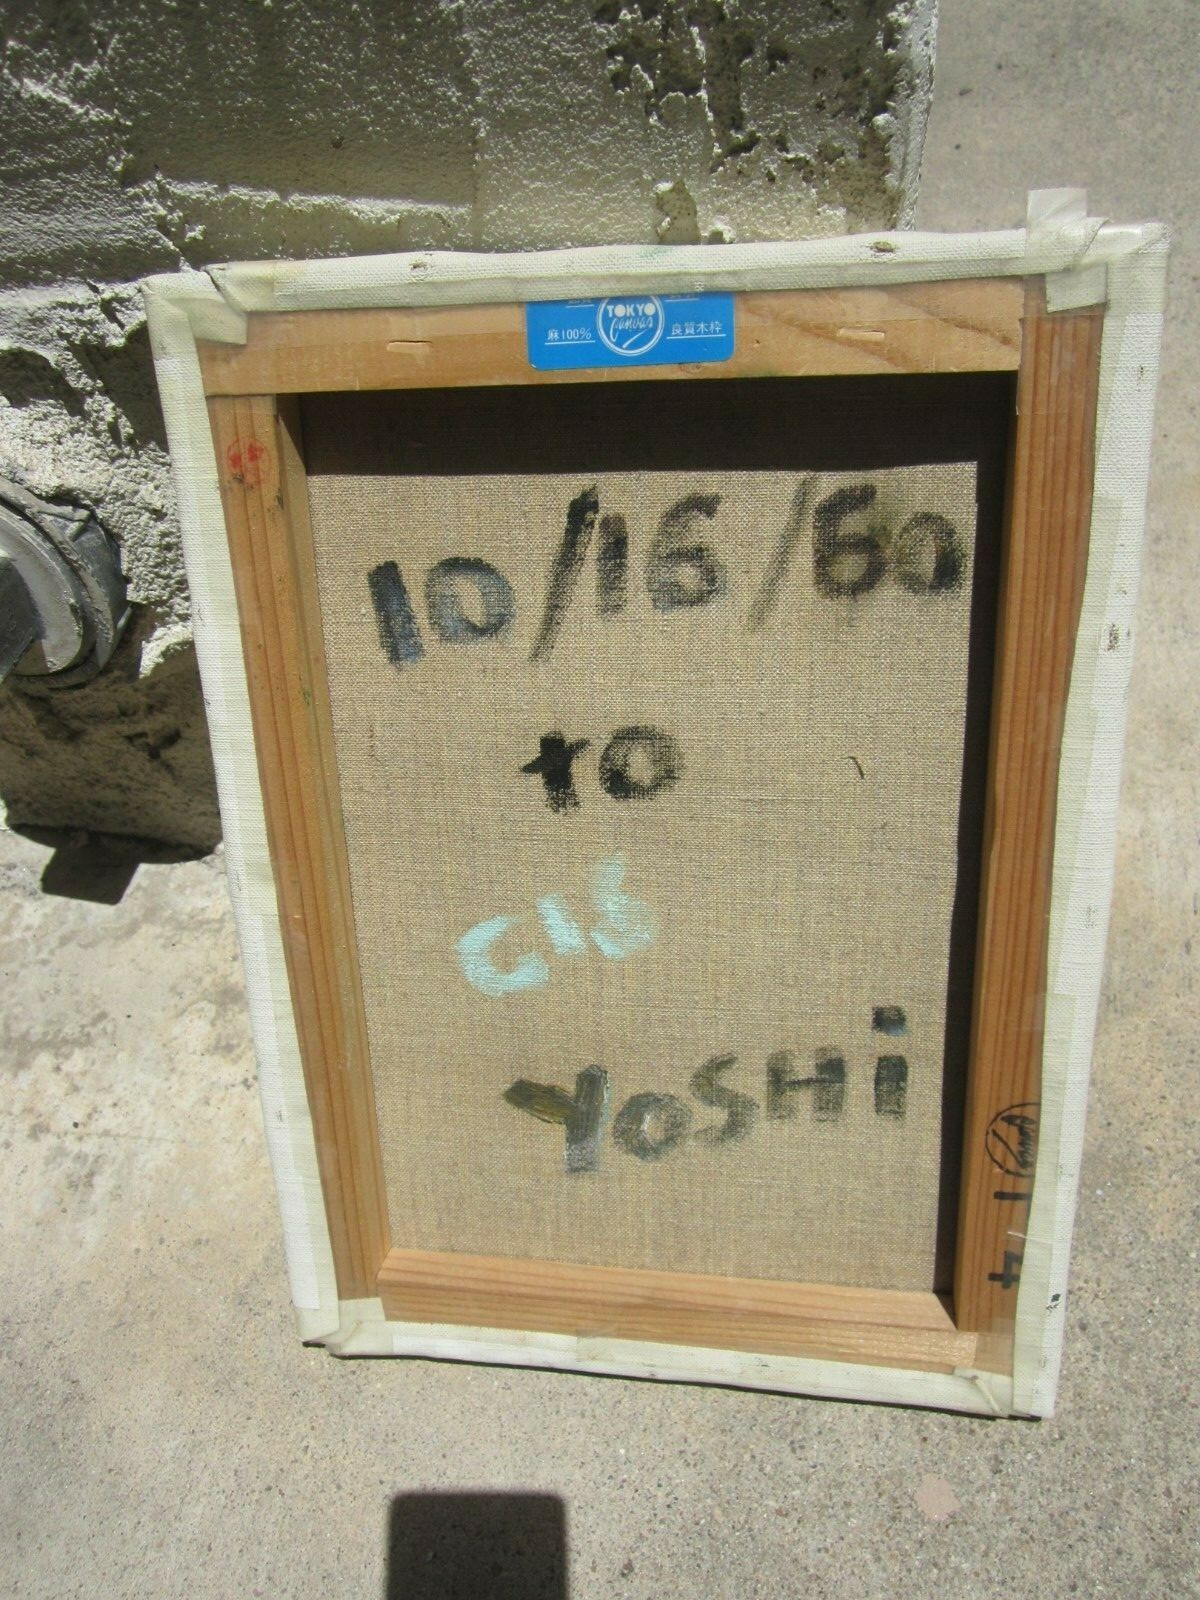 TOKYO
Canvas
麻100% 良質木枠
10/16/60
to
GIS
YOSHi